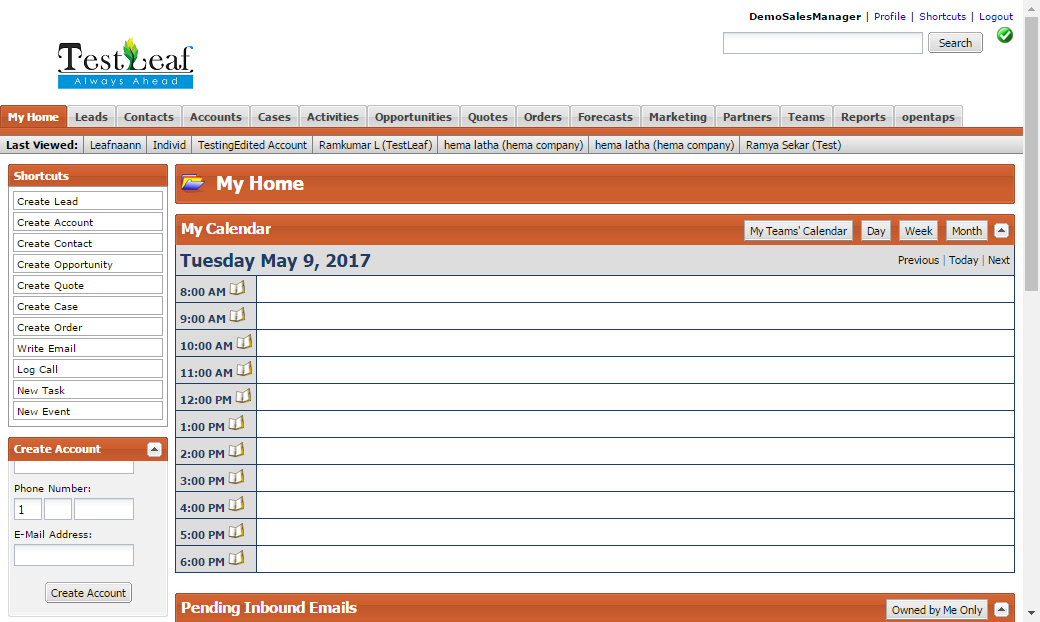 DemoSalesManager | Profile | Shortcuts | Logout
Search
TestLeaf
Always Ahead
My Home Leads Contacts Accounts Cases Activities Opportunities Quotes Orders Forecasts Marketing Partners Teams Reports opentaps
Last Viewed: Leafnaann Individ TestingEdited Account Ramkumar L (TestLeaf) hema latha (hema company) hema latha (hema company) Ramya Sekar (Test)
Shortcuts
Create Lead
Create Account
Create Contact
Create Opportunity
Create Quote
Create Case
Create Order
Write Email
Log Call
New Task
New Event
Create Account
Phone Number:
1
E-Mail Address:
Create Account
My Home
My Calendar My Teams' Calendar Day Week Month
Tuesday May 9, 2017 Previous | Today | Next
8:00 AM
9:00 AM
10:00 AM
11:00 AM
12:00 PM
1:00 PM
2:00 PM
3:00 PM
4:00 PM
5:00 PM
6:00 PM
Pending Inbound Emails Owned by Me Only